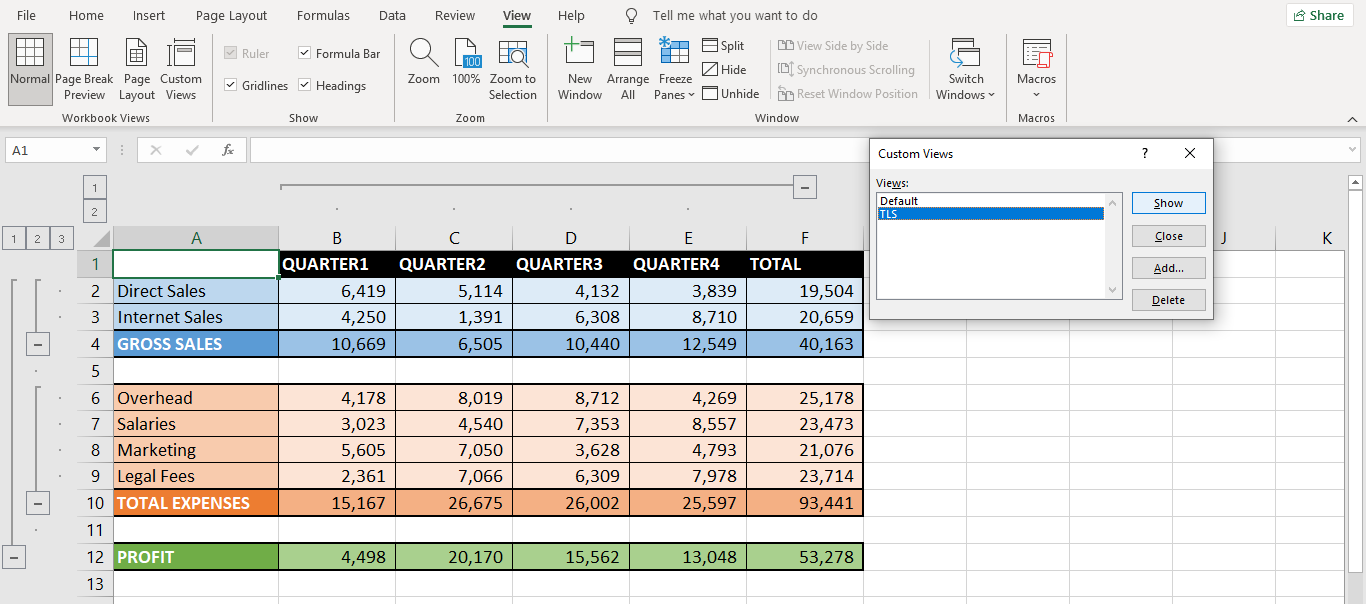 File Home Insert Page Layout Formulas Data Review View Help Tell me what you want to do Share
Normal Page Break Preview Page Layout Custom Views
Workbook Views
Ruler Formula Bar
Gridlines Headings
Show
Zoom 100% Zoom to Selection
100
Zoom
New Window Arrange All Freeze Panes
Split
Hide
Unhide
View Side by Side
Synchronous Scrolling
Reset Window Position
Switch Windows
Window
Macros
Macros
A1 fx
Custom Views ?
Views:
Default
TLS
Show
Close
Add...
Delete
1
2
1 2 3
A B C D E F J K
1 QUARTER1 QUARTER2 QUARTER3 QUARTER4 TOTAL
2 Direct Sales 6,419 5,114 4,132 3,839 19,504
3 Internet Sales 4,250 1,391 6,308 8,710 20,659
4 GROSS SALES 10,669 6,505 10,440 12,549 40,163
5
6 Overhead 4,178 8,019 8,712 4,269 25,178
7 Salaries 3,023 4,540 7,353 8,557 23,473
8 Marketing 5,605 7,050 3,628 4,793 21,076
9 Legal Fees 2,361 7,066 6,309 7,978 23,714
10 TOTAL EXPENSES 15,167 26,675 26,002 25,597 93,441
11
12 PROFIT 4,498 20,170 15,562 13,048 53,278
13